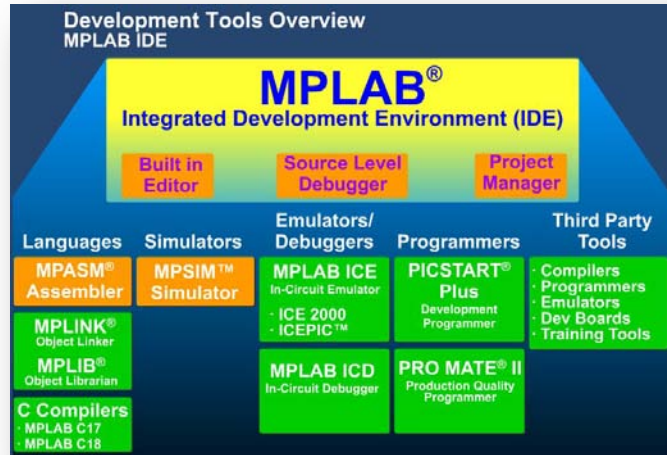 Development Tools Overview
MPLAB IDE
MPLAB®
Integrated Development Environment (IDE)
Built in
Editor
Source Level
Debugger
Project
Manager
Languages
MPASM®
Assembler
MPLINK®
Object Linker
MPLIB®
Object Librarian
C Compilers
· MPLAB C17
· MPLAB C18
Simulators
MPSIM™
Simulator
Emulators/
Debuggers
MPLAB ICE
In-Circuit Emulator
· ICE 2000
· ICEPIC™
MPLAB ICD
In-Circuit Debugger
Programmers
PICSTART®
Plus
Development
Programmer
PRO MATE® II
Production Quality
Programmer
Third Party
Tools
· Compilers
· Programmers
· Emulators
· Dev Boards
· Training Tools